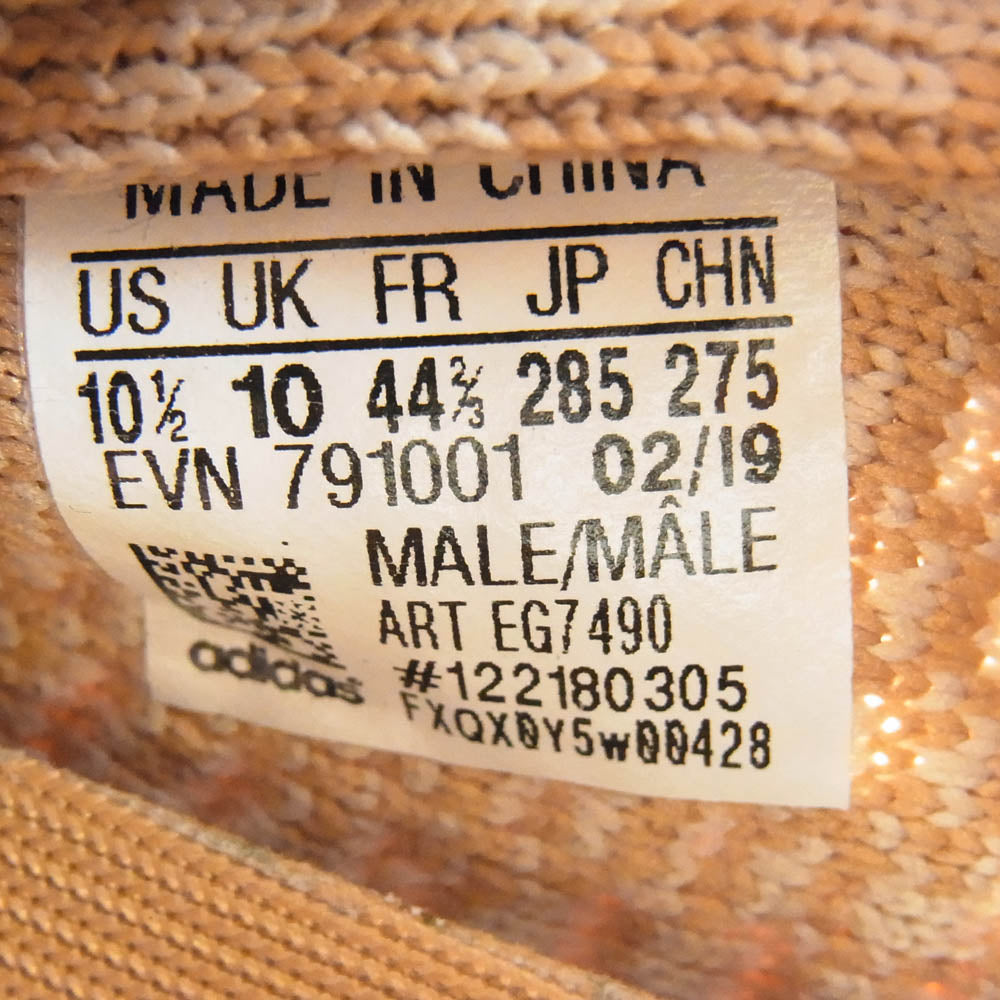 MADE IN CHINA
US UK FR JP CHN
10½ 10 44⅔ 285 275
EVN 791001 02/19
MALE/MÂLE
ART EG7490
adidas
#122180305
FXQX0Y5W00428